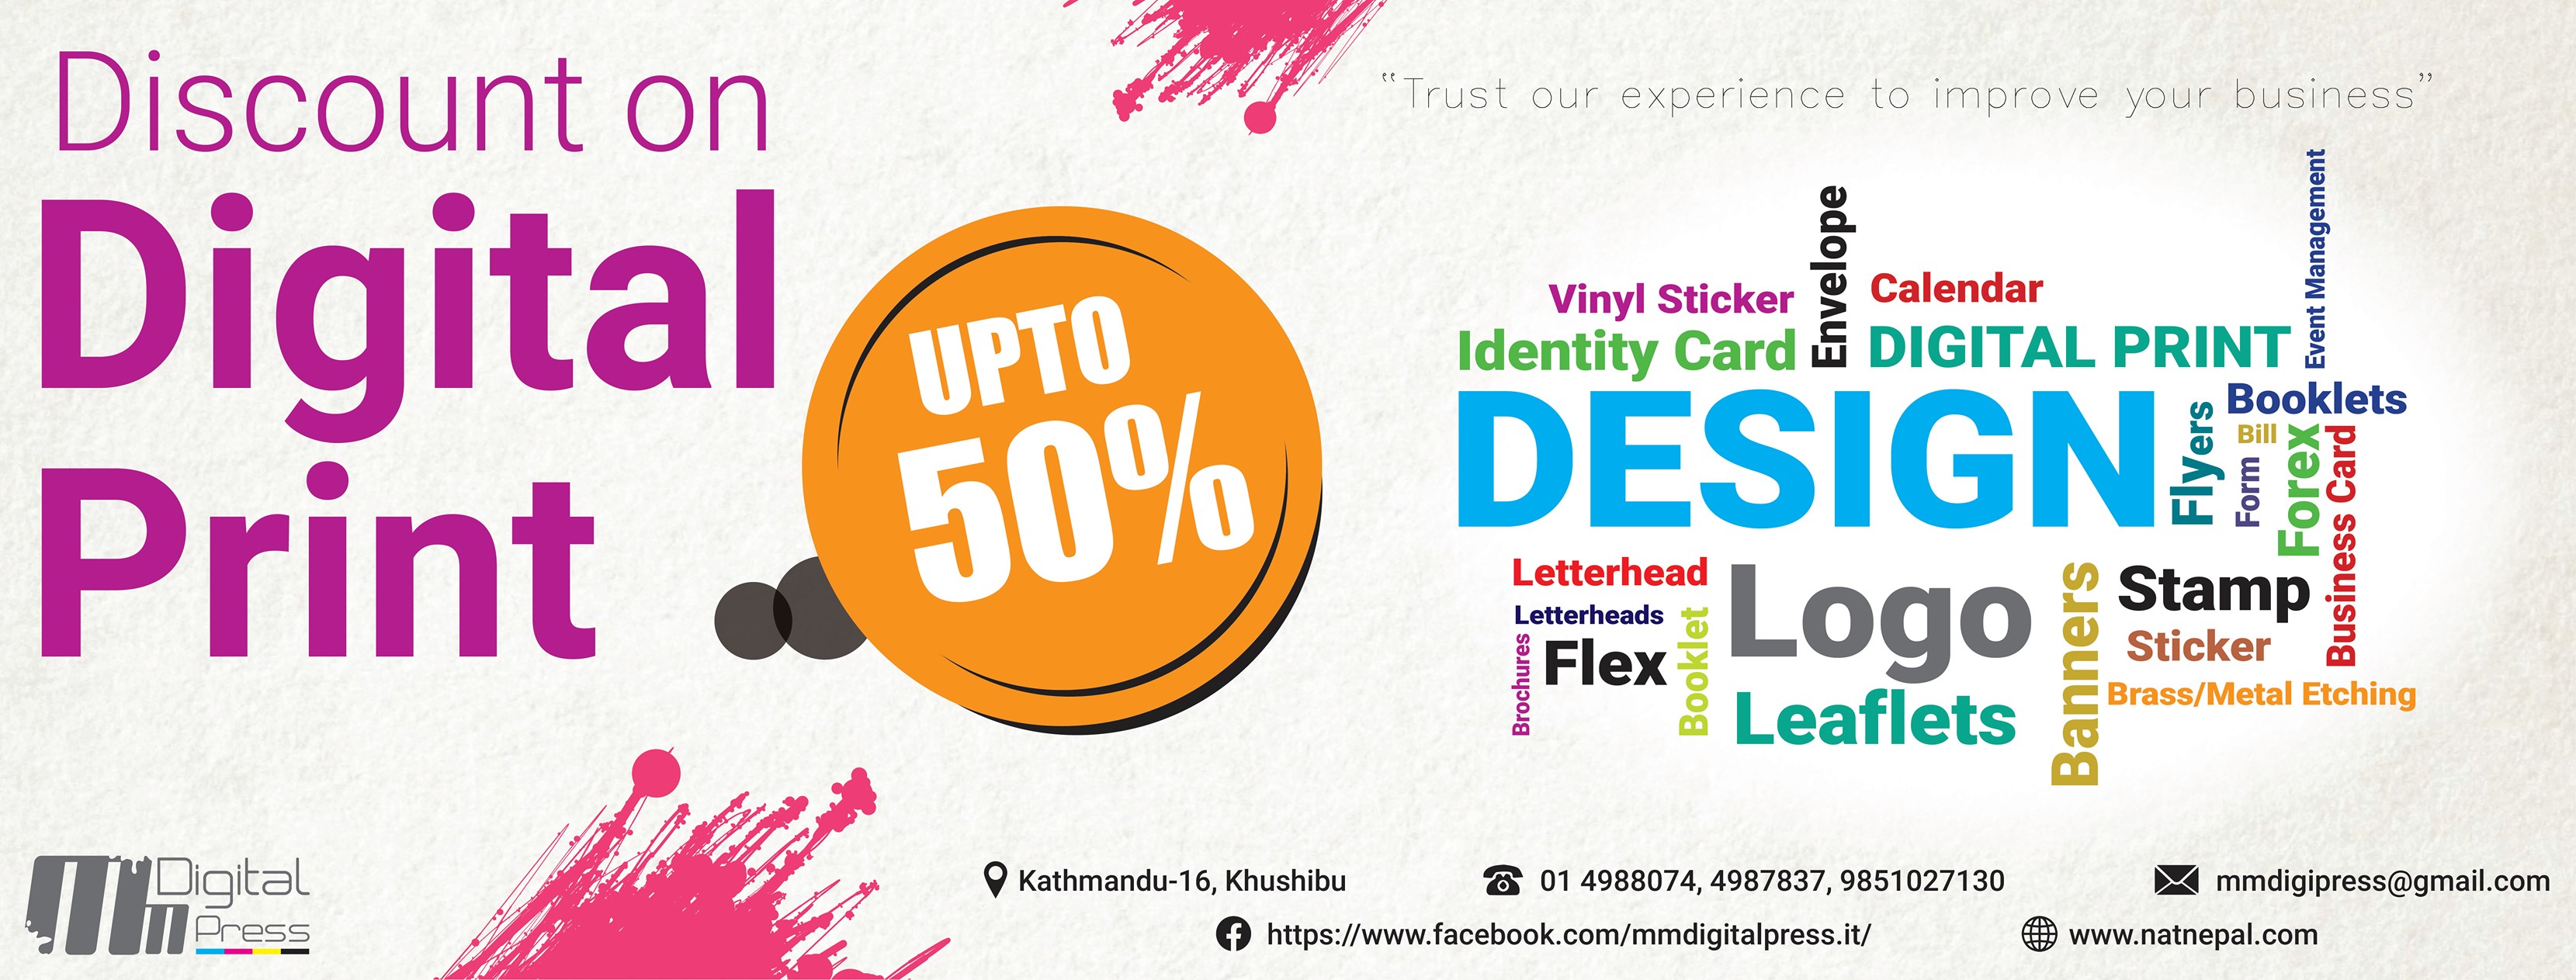 Discount on
Digital
Print
UPTO
50%
“Trust our experience to improve your business”
Vinyl Sticker
Envelope
Calendar
Event Management
Identity Card
DIGITAL PRINT
DESIGN
Flyers
Booklets
Bill
Form
Forex
Business Card
Letterhead
Letterheads
Brochures
Flex
Booklet
Logo
Leaflets
Banners
Stamp
Sticker
Brass/Metal Etching
Mm Digital
Press
Kathmandu-16, Khushibu
01 4988074, 4987837, 9851027130
mmdigipress@gmail.com
https://www.facebook.com/mmdigitalpress.it/
www.natnepal.com